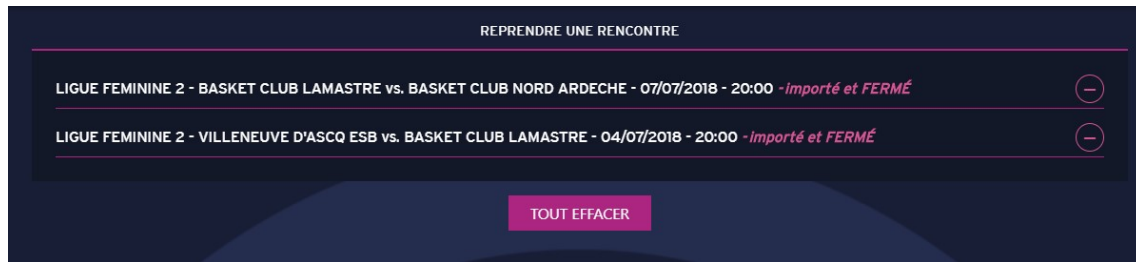 REPRENDRE UNE RENCONTRE
LIGUE FEMININE 2 - BASKET CLUB LAMASTRE vs. BASKET CLUB NORD ARDECHE - 07/07/2018 - 20:00 -importé et FERMÉ
LIGUE FEMININE 2 - VILLENEUVE D'ASCQ ESB vs. BASKET CLUB LAMASTRE - 04/07/2018 - 20:00 -importé et FERMÉ
TOUT EFFACER